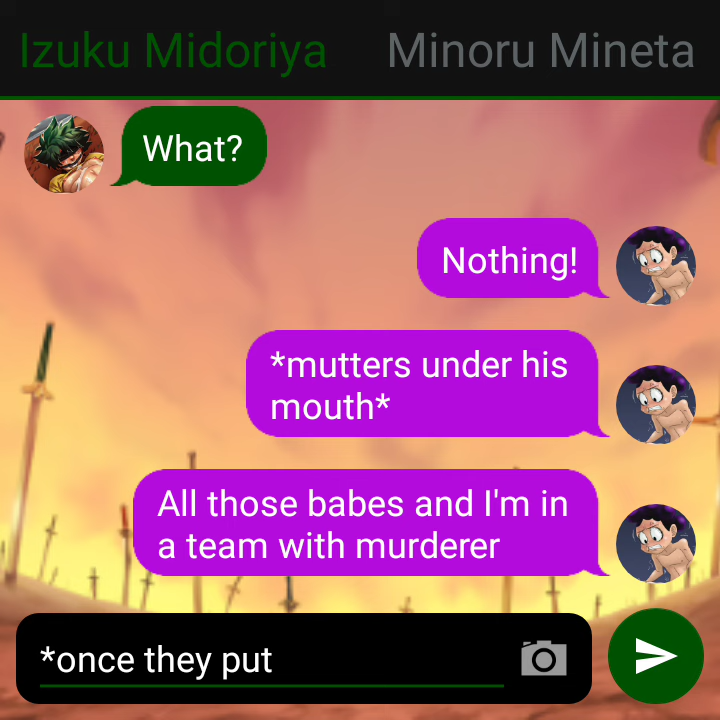 Izuku Midoriya Minoru Mineta
What?
Nothing!
*mutters under his
mouth*
All those babes and I'm in
a team with murderer
*once they put